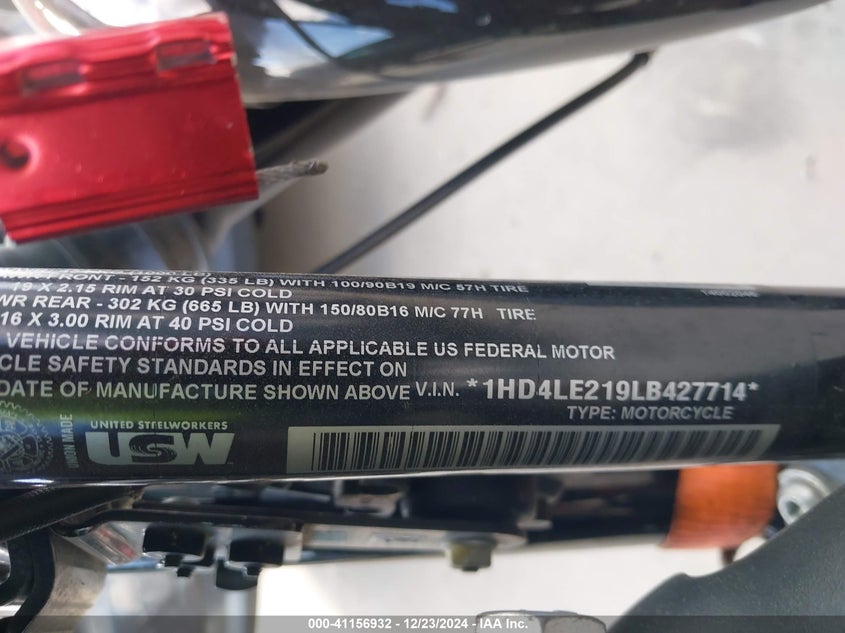 FRONT - 152 KG (335 LB) WITH 100/90B19 M/C 57H TIRE
19 X 2.15 RIM AT 30 PSI COLD
WR REAR - 302 KG (665 LB) WITH 150/80B16 M/C 77H TIRE
16 X 3.00 RIM AT 40 PSI COLD
VEHICLE CONFORMS TO ALL APPLICABLE US FEDERAL MOTOR
CLE SAFETY STANDARDS IN EFFECT ON
DATE OF MANUFACTURE SHOWN ABOVE V.I.N. *1HD4LE219LB427714*
TYPE: MOTORCYCLE
UNION MADE
UNITED STEELWORKERS
USW
000-41156932 / 12/23/2024 - IAA Inc.